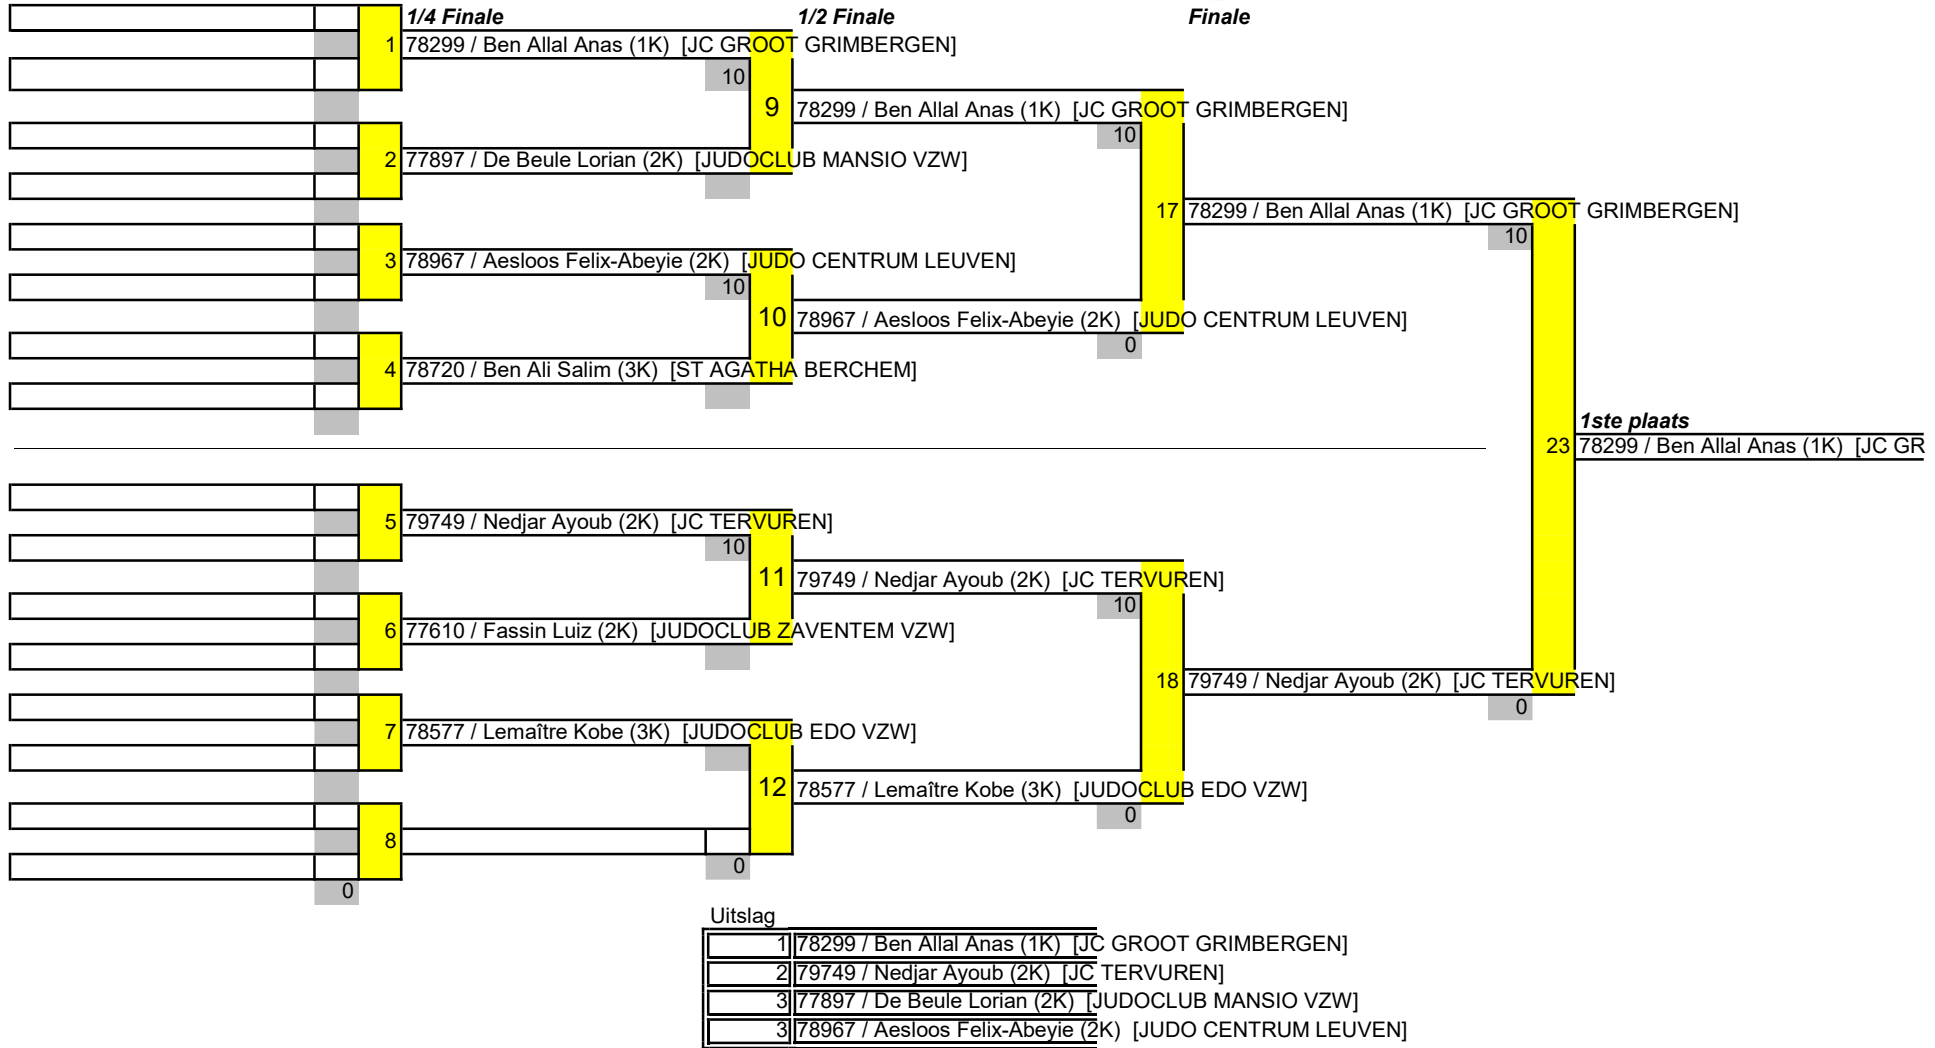 1/4 Finale 1/2 Finale Finale
1 78299 / Ben Allal Anas (1K) [JC GROOT GRIMBERGEN]
10
9 78299 / Ben Allal Anas (1K) [JC GROOT GRIMBERGEN]
10
2 77897 / De Beule Lorian (2K) [JUDOCLUB MANSIO VZW]
17 78299 / Ben Allal Anas (1K) [JC GROOT GRIMBERGEN]
10
3 78967 / Aesloos Felix-Abeyie (2K) [JUDO CENTRUM LEUVEN]
10
10 78967 / Aesloos Felix-Abeyie (2K) [JUDO CENTRUM LEUVEN]
0
4 78720 / Ben Ali Salim (3K) [ST AGATHA BERCHEM]
1ste plaats
23 78299 / Ben Allal Anas (1K) [JC GR
5 79749 / Nedjar Ayoub (2K) [JC TERVUREN]
10
11 79749 / Nedjar Ayoub (2K) [JC TERVUREN]
10
6 77610 / Fassin Luiz (2K) [JUDOCLUB ZAVENTEM VZW]
18 79749 / Nedjar Ayoub (2K) [JC TERVUREN]
0
7 78577 / Lemaître Kobe (3K) [JUDOCLUB EDO VZW]
12 78577 / Lemaître Kobe (3K) [JUDOCLUB EDO VZW]
0
8
0
0
Uitslag
1 78299 / Ben Allal Anas (1K) [JC GROOT GRIMBERGEN]
2 79749 / Nedjar Ayoub (2K) [JC TERVUREN]
3 77897 / De Beule Lorian (2K) [JUDOCLUB MANSIO VZW]
3 78967 / Aesloos Felix-Abeyie (2K) [JUDO CENTRUM LEUVEN]